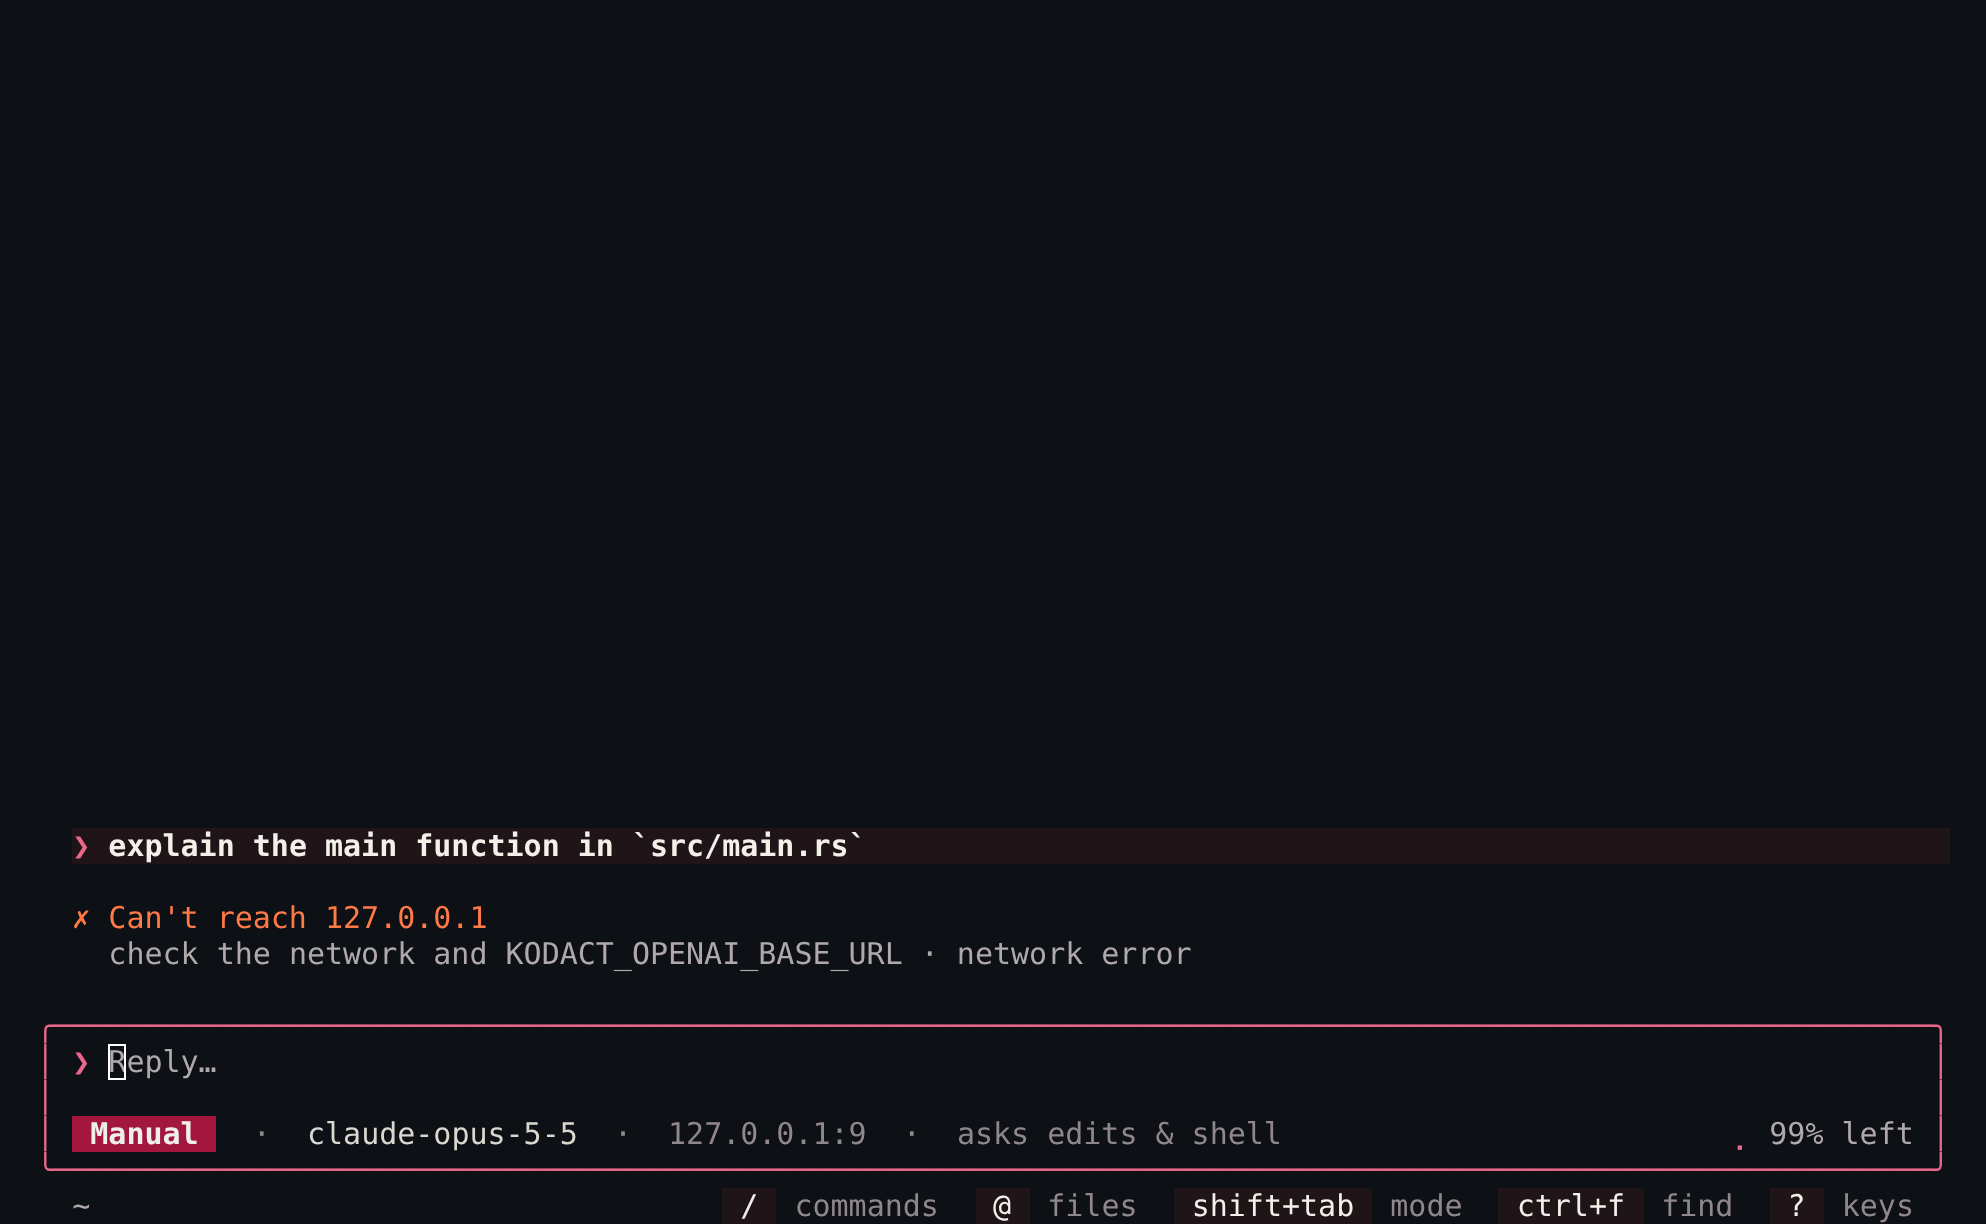 ❯ explain the main function in `src/main.rs`
✗ Can't reach 127.0.0.1
check the network and KODACT_OPENAI_BASE_URL · network error
❯ Reply…
Manual · claude-opus-5-5 · 127.0.0.1:9 · asks edits & shell . 99% left
~ / commands @ files shift+tab mode ctrl+f find ? keys